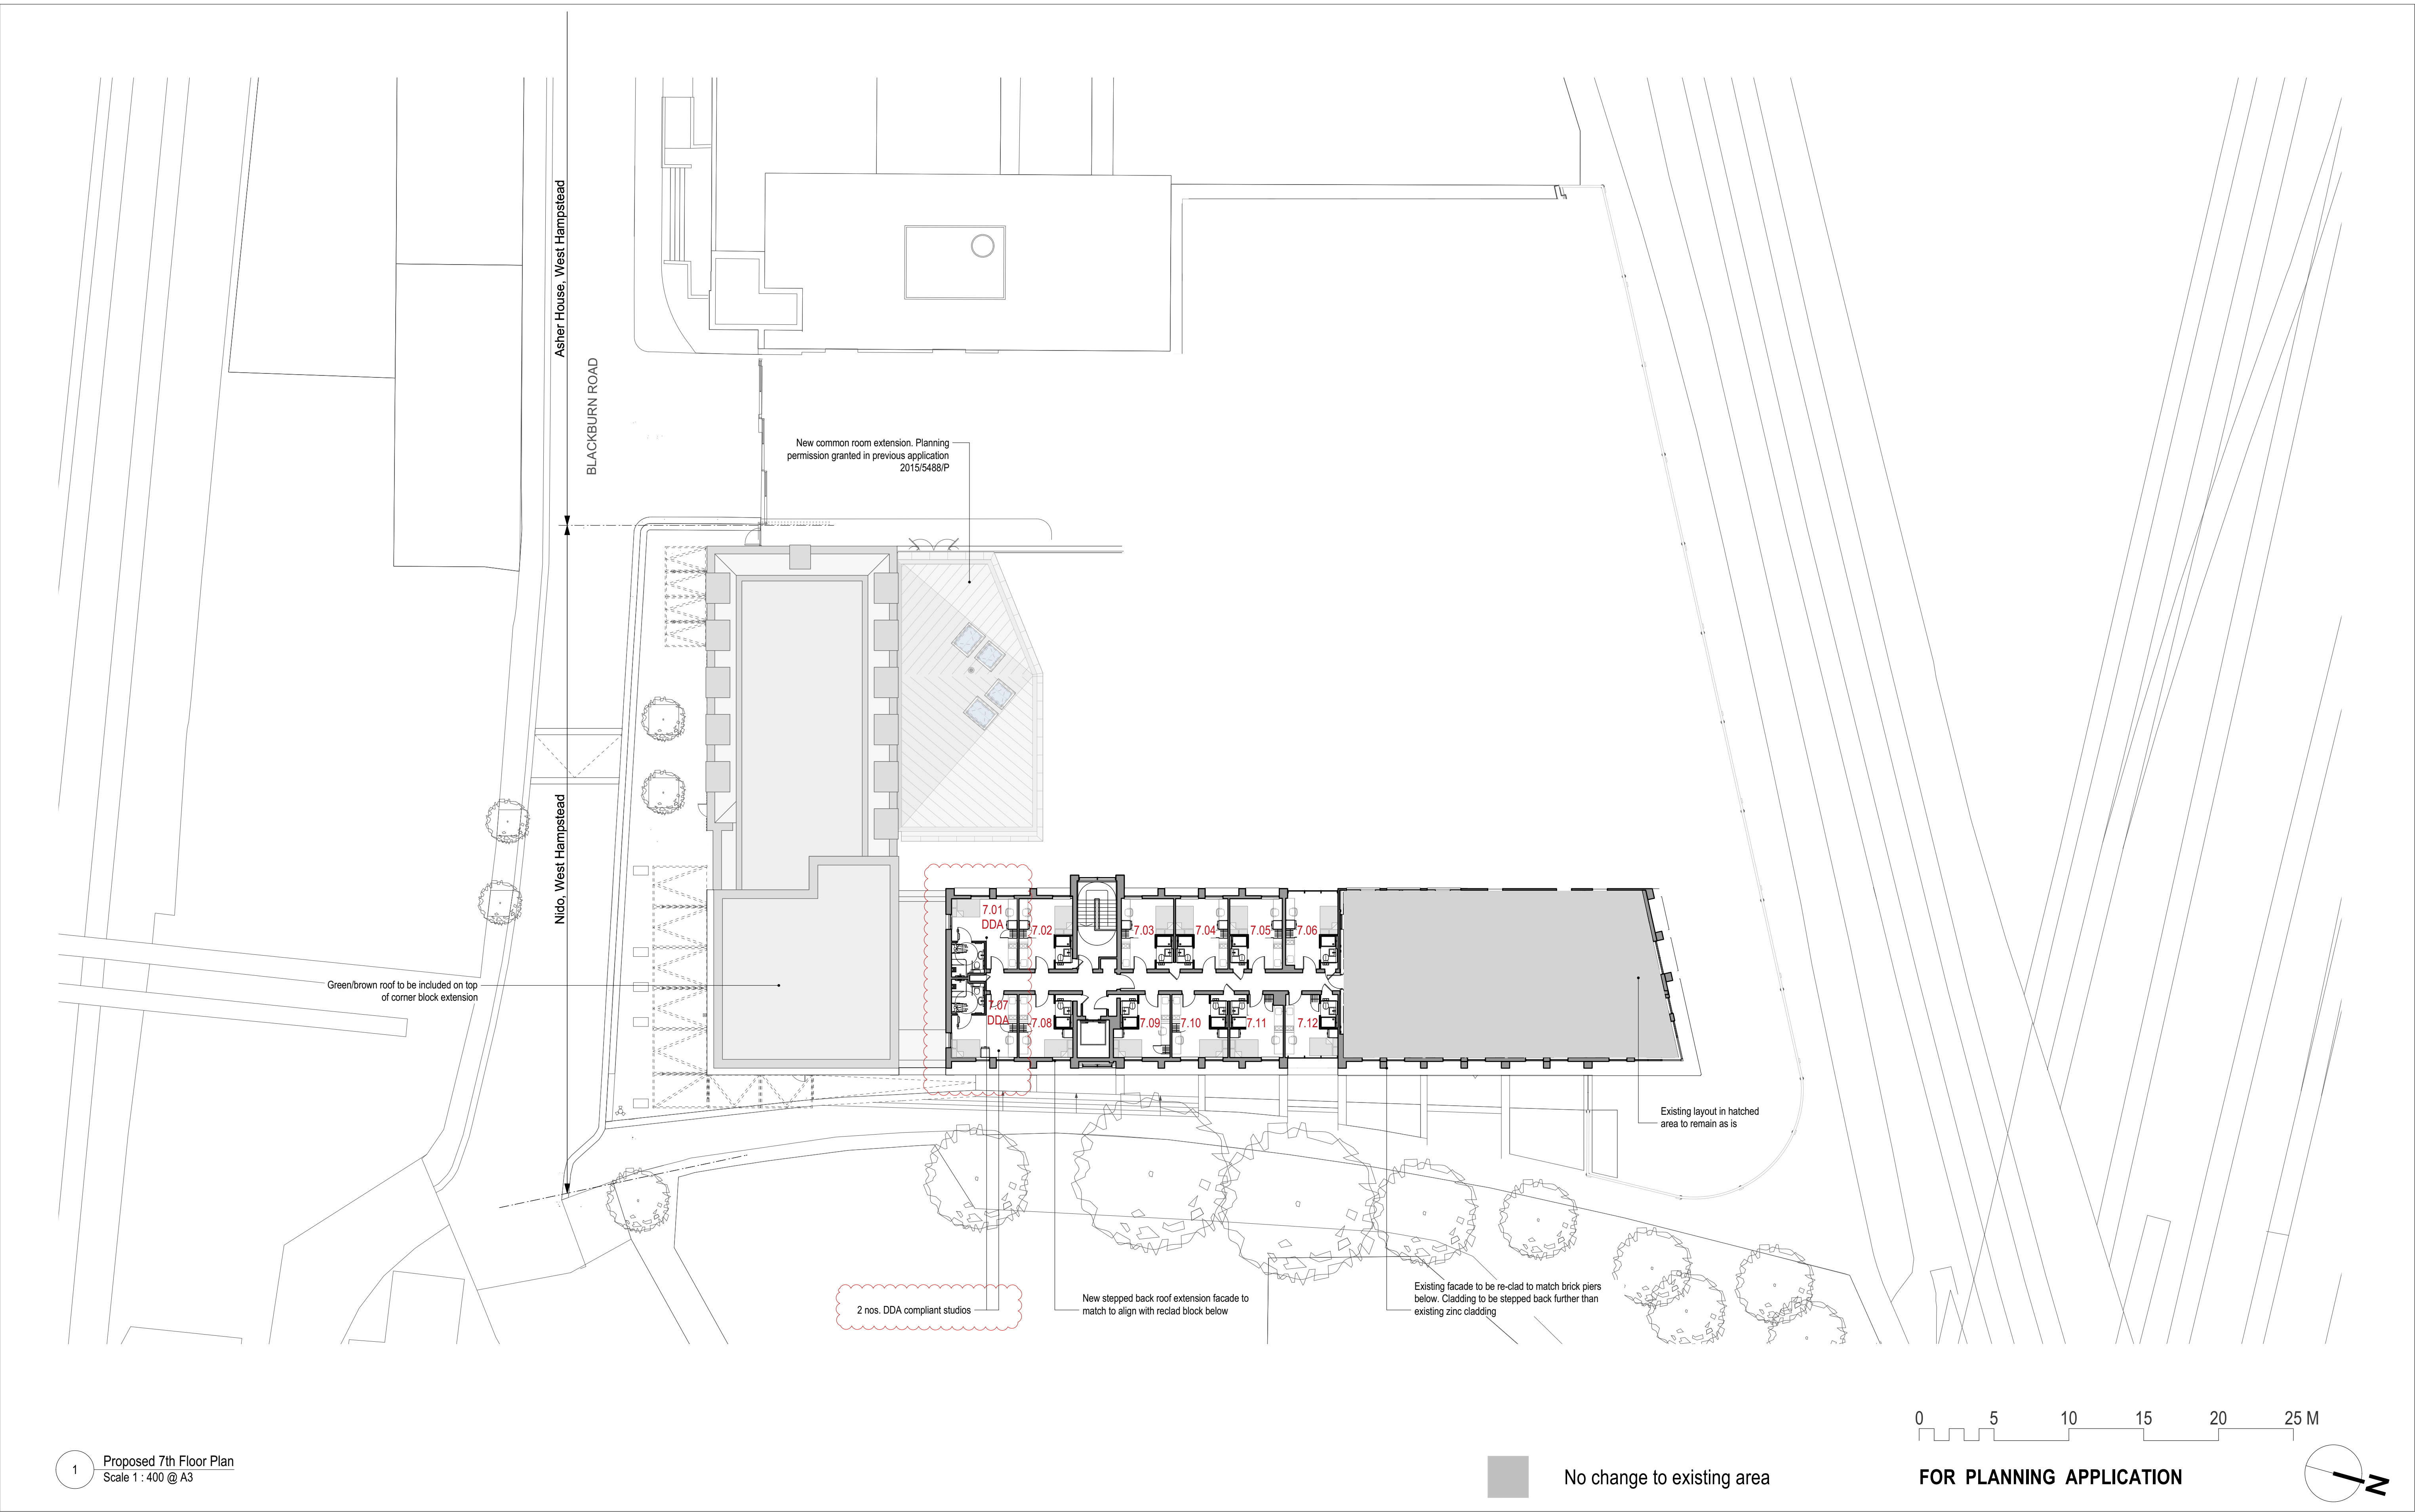 Asher House, West Hampstead
BLACKBURN ROAD
New common room extension. Planning
permission granted in previous application
2015/5488/P
Nido, West Hampstead
7.01
DDA
7.02
7.03
7.04
7.05
7.06
Green/brown roof to be included on top
of corner block extension
7.07
DDA
7.08
7.09
7.10
7.11
7.12
Existing layout in hatched
area to remain as is
2 nos. DDA compliant studios
New stepped back roof extension facade to
match to align with reclad block below
Existing facade to be re-clad to match brick piers
below. Cladding to be stepped back further than
existing zinc cladding
0 5 10 15 20 25 M
1
Proposed 7th Floor Plan
Scale 1 : 400 @ A3
No change to existing area
FOR PLANNING APPLICATION
N